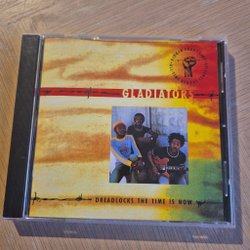 GLADIATORS
DREADLOCKS THE TIME IS NOW